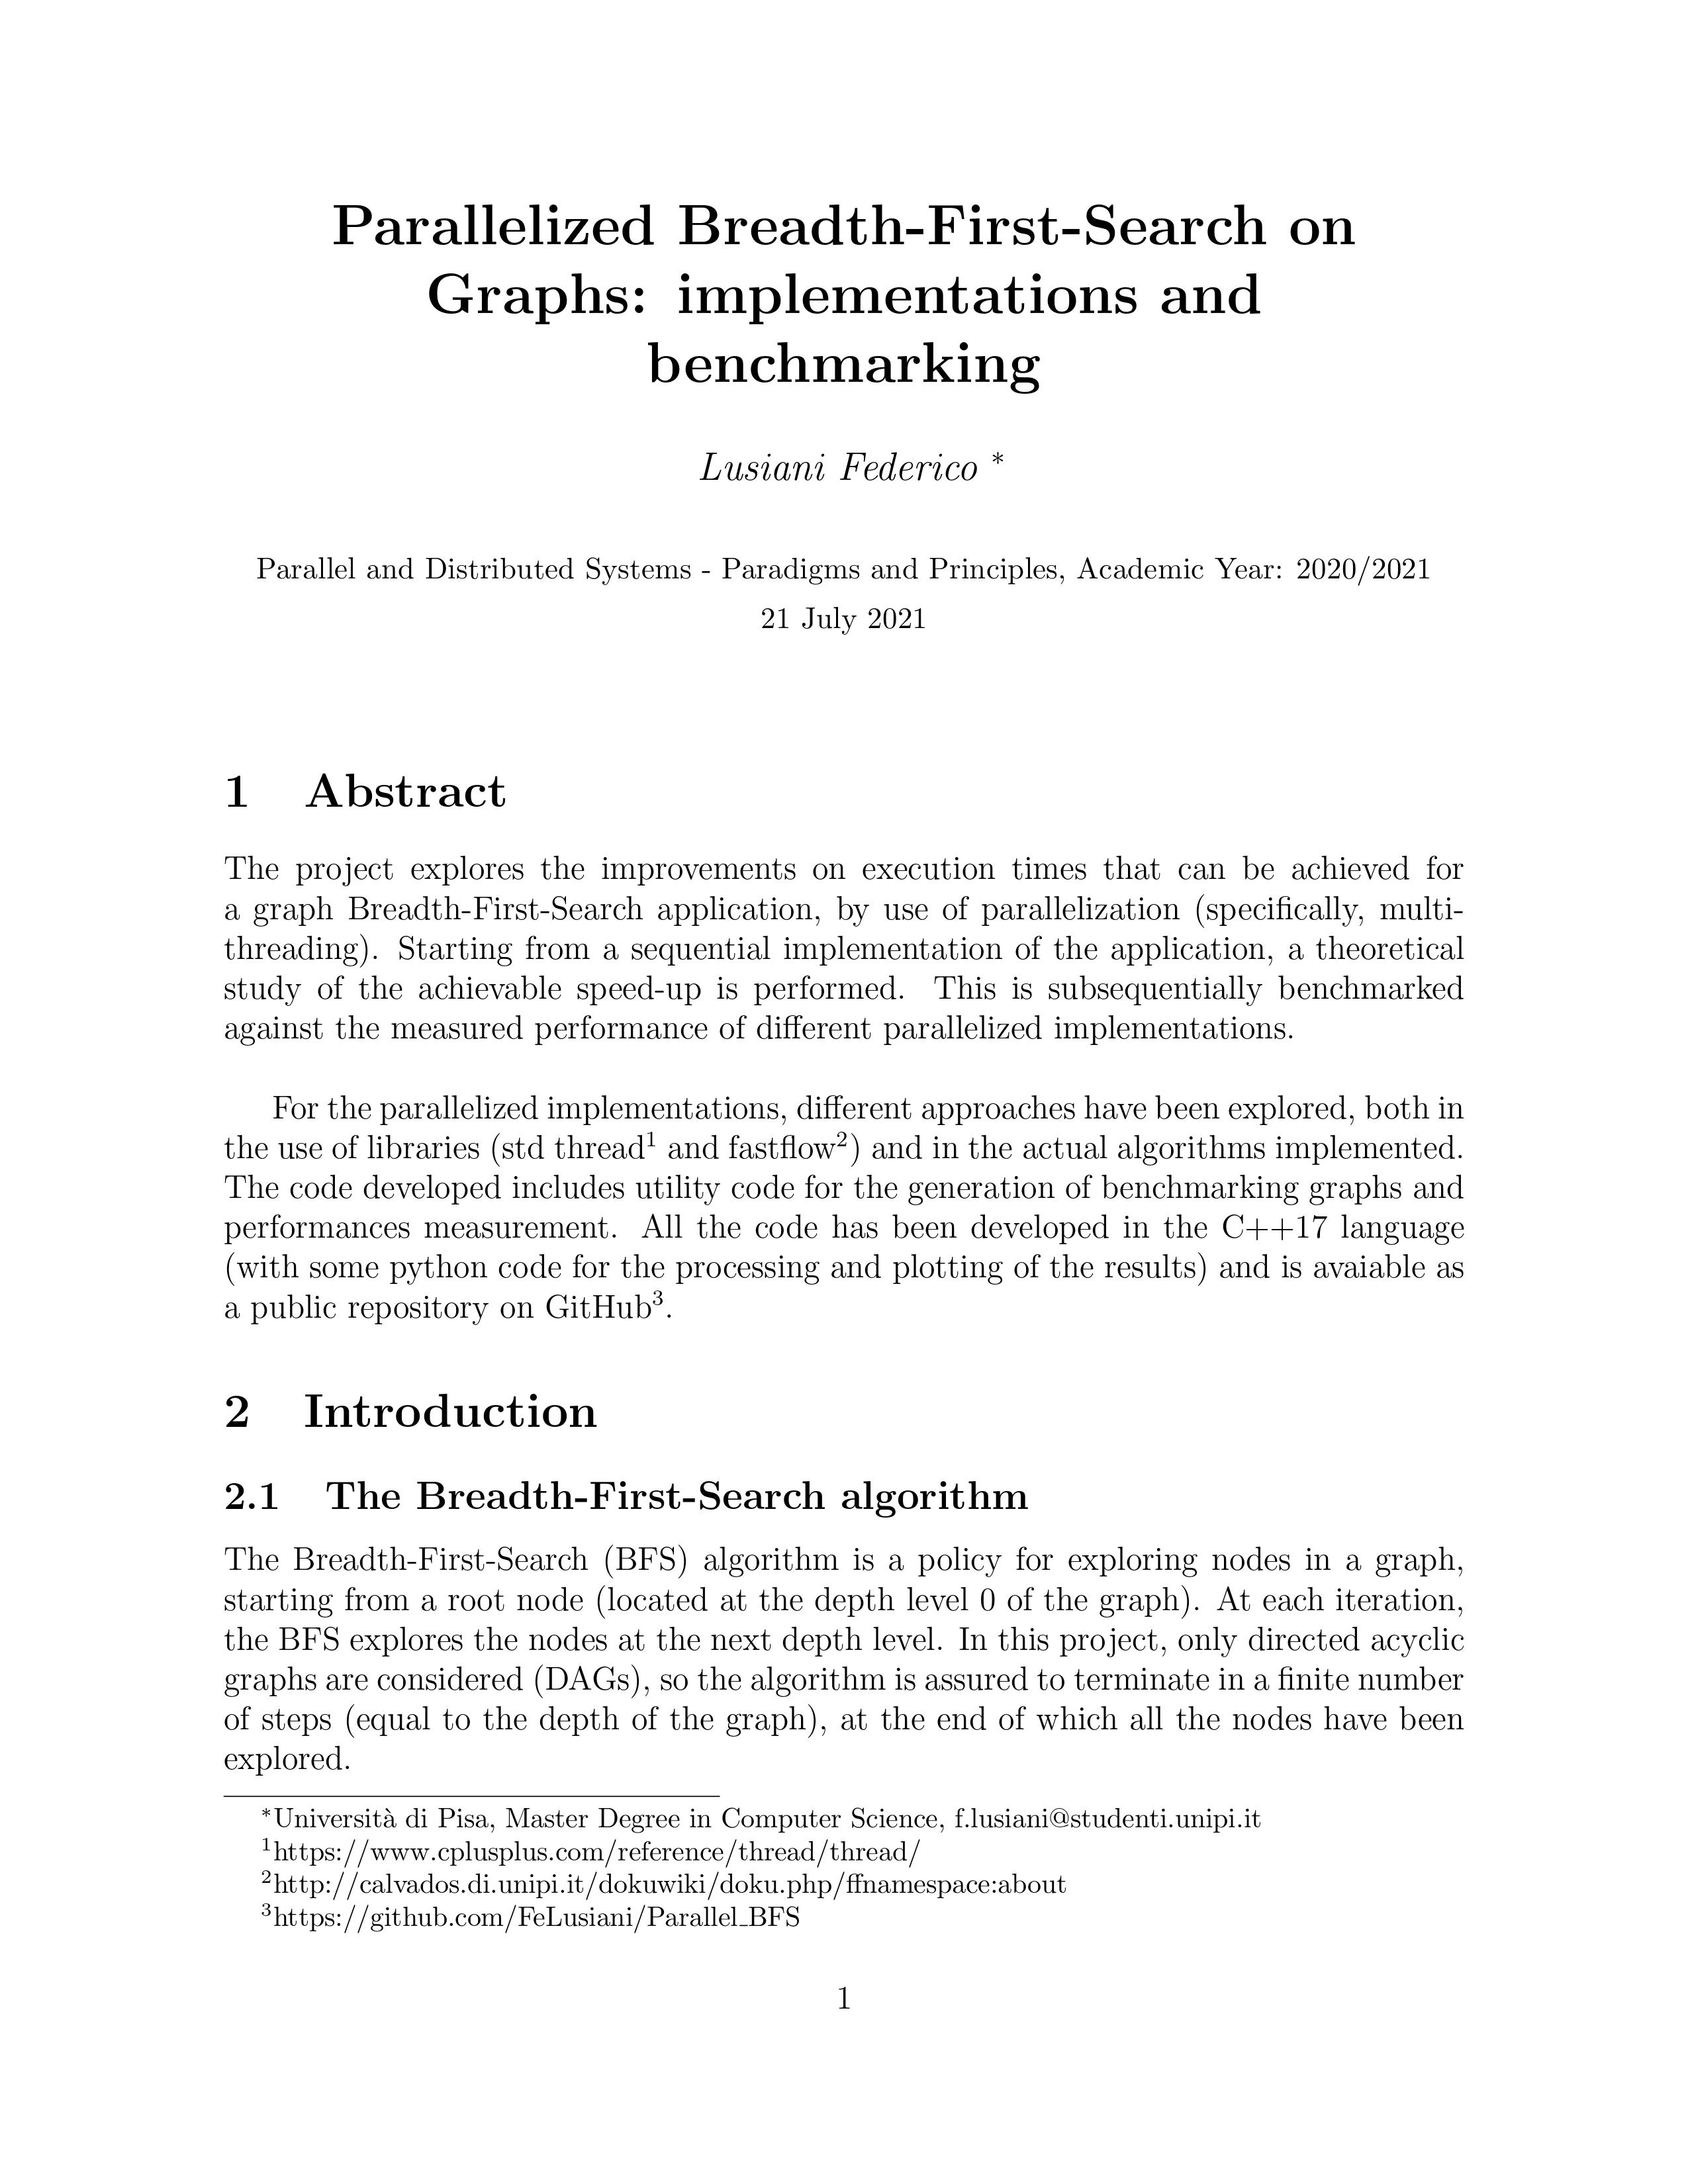 Parallelized Breadth-First-Search on
Graphs: implementations and
benchmarking
Lusiani Federico *
Parallel and Distributed Systems - Paradigms and Principles, Academic Year: 2020/2021
21 July 2021
1 Abstract
The project explores the improvements on execution times that can be achieved for
a graph Breadth-First-Search application, by use of parallelization (specifically, multi-
threading). Starting from a sequential implementation of the application, a theoretical
study of the achievable speed-up is performed. This is subsequentially benchmarked
against the measured performance of different parallelized implementations.
For the parallelized implementations, different approaches have been explored, both in
the use of libraries (std thread¹ and fastflow²) and in the actual algorithms implemented.
The code developed includes utility code for the generation of benchmarking graphs and
performances measurement. All the code has been developed in the C++17 language
(with some python code for the processing and plotting of the results) and is avaiable as
a public repository on GitHub³.
2 Introduction
2.1 The Breadth-First-Search algorithm
The Breadth-First-Search (BFS) algorithm is a policy for exploring nodes in a graph,
starting from a root node (located at the depth level 0 of the graph). At each iteration,
the BFS explores the nodes at the next depth level. In this project, only directed acyclic
graphs are considered (DAGs), so the algorithm is assured to terminate in a finite number
of steps (equal to the depth of the graph), at the end of which all the nodes have been
explored.
*Università di Pisa, Master Degree in Computer Science, f.lusiani@studenti.unipi.it
¹https://www.cplusplus.com/reference/thread/thread/
²http://calvados.di.unipi.it/dokuwiki/doku.php/ffnamespace:about
³https://github.com/FeLusiani/Parallel_BFS
1